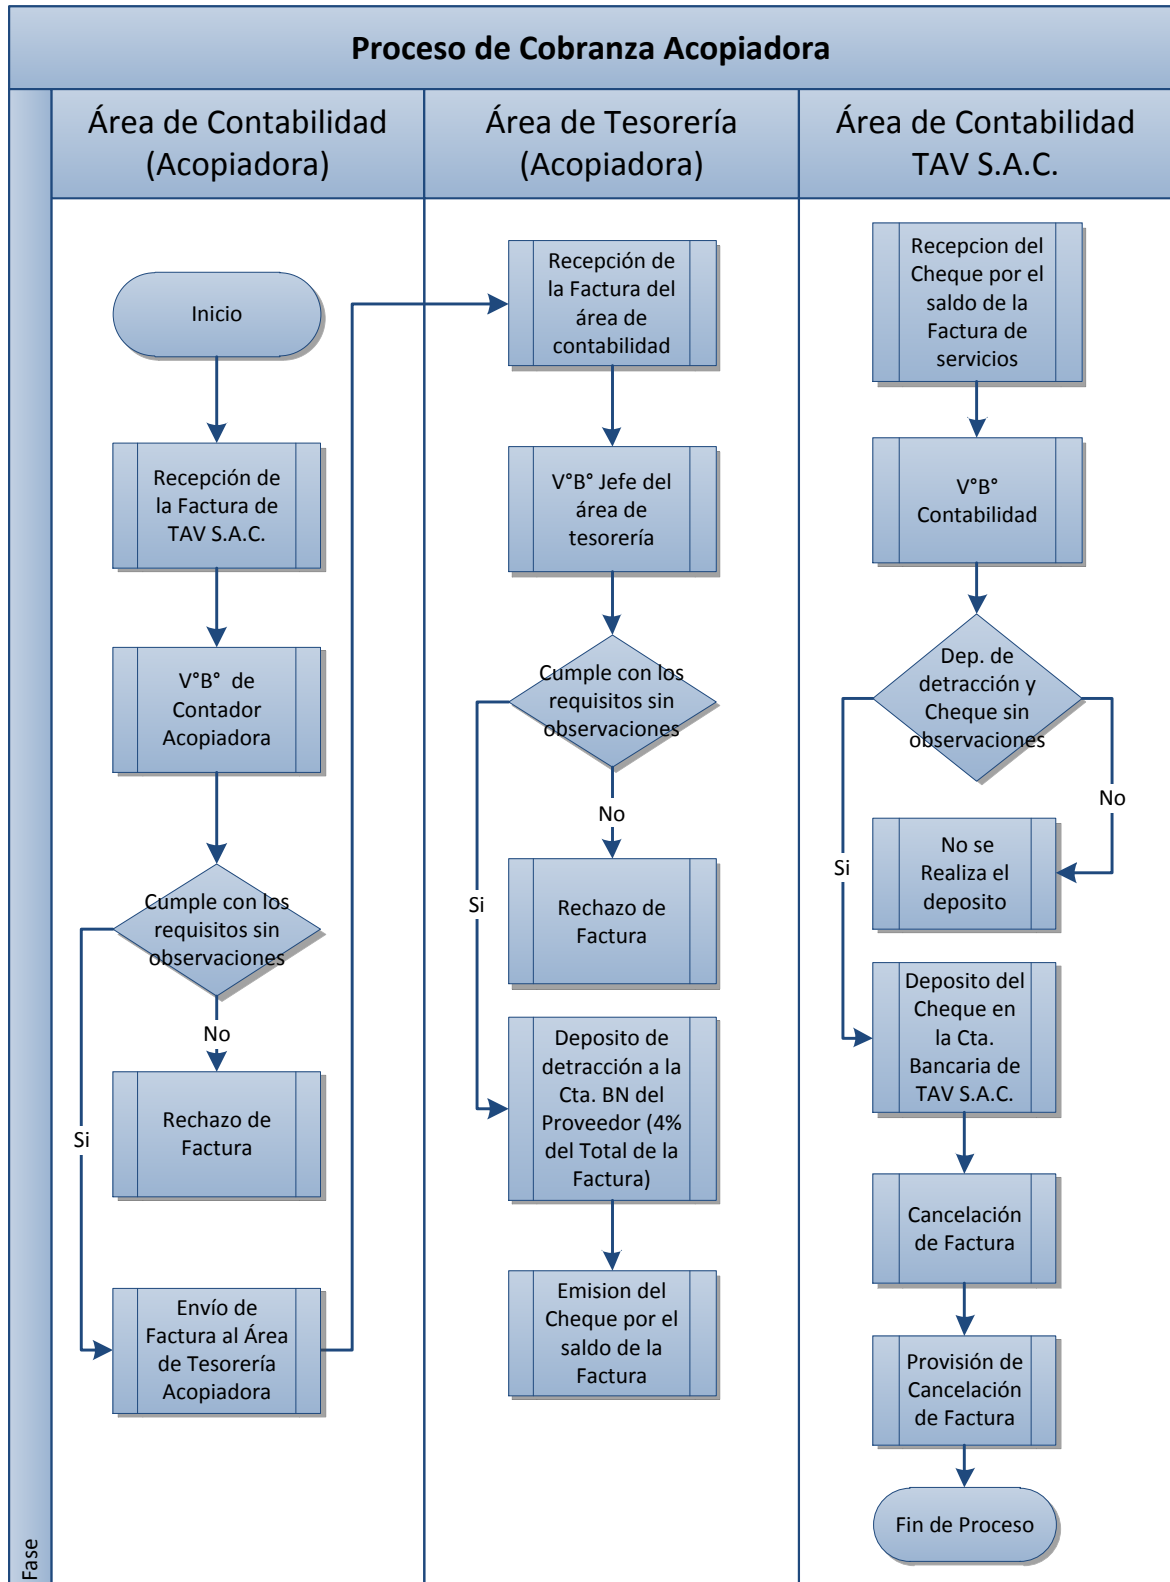 Proceso de Cobranza Acopiadora
Fase
Área de Contabilidad
(Acopiadora)
Área de Tesorería
(Acopiadora)
Área de Contabilidad
TAV S.A.C.
Inicio
Recepción de
la Factura de
TAV S.A.C.
V°B° de
Contador
Acopiadora
Cumple con los
requisitos sin
observaciones
No
Rechazo de
Factura
Si
Envío de
Factura al Área
de Tesorería
Acopiadora
Recepción de
la Factura del
área de
contabilidad
V°B° Jefe del
área de
tesorería
Cumple con los
requisitos sin
observaciones
No
Rechazo de
Factura
Si
Deposito de
detracción a la
Cta. BN del
Proveedor (4%
del Total de la
Factura)
Emision del
Cheque por el
saldo de la
Factura
Recepcion del
Cheque por el
saldo de la
Factura de
servicios
V°B°
Contabilidad
Dep. de
detracción y
Cheque sin
observaciones
No
No se
Realiza el
deposito
Si
Deposito del
Cheque en
la Cta.
Bancaria de
TAV S.A.C.
Cancelación
de Factura
Provisión de
Cancelación
de Factura
Fin de Proceso